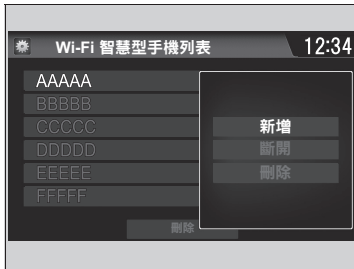 Wi-Fi 智慧型手機列表 12:34
AAAAA
BBBBB
CCCCC
DDDDD
EEEEE
FFFFF
新增
斷開
刪除
刪除